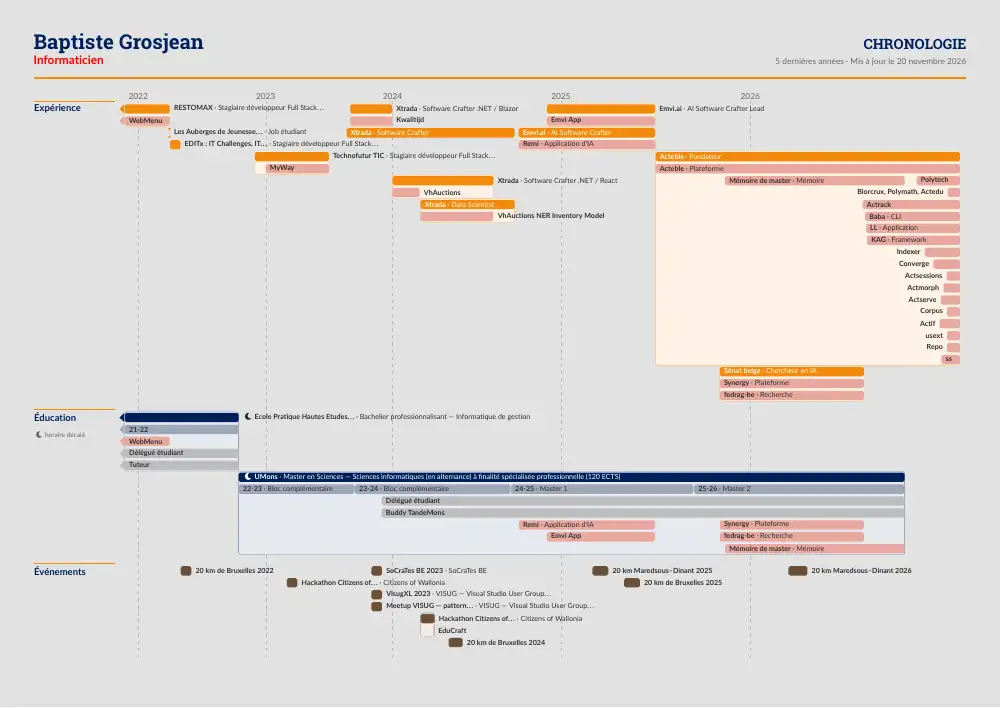 Baptiste Grosjean
Informaticien
CHRONOLOGIE
5 dernières années · Mis à jour le 20 novembre 2026
2022 2023 2024 2025 2026
Expérience
RESTOMAX · Stagiaire développeur Full Stack…
Xtrada · Software Crafter .NET / Blazor
Emvi.ai · AI Software Crafter Lead
WebMenu
Kwalitijd
Emvi App
Les Auberges de Jeunesse… · Job étudiant
Xtrada · Software Crafter
Emvi.ai · AI Software Crafter
EDITx : IT Challenges, IT… · Stagiaire développeur Full Stack…
Remi · Application d'IA
Technofutur TIC · Stagiaire développeur Full Stack…
Acteble · Fondateur
MyWay
Acteble · Plateforme
Xtrada · Software Crafter .NET / React
Mémoire de master · Mémoire
Polytech
VhAuctions
Blorcrux, Polymath, Actedu
Xtrada · Data Scientist
Actrack
VhAuctions NER Inventory Model
Baba · CLI
LL · Application
KAG · Framework
Indexer
Converge
Actsessions
Actmorph
Actserve
Corpus
Actif
usext
Repo
ss
Sénat belge · Chercheur en IA
Synergy · Plateforme
fedrag-be · Recherche
Éducation
Ecole Pratique Hautes Etudes… · Bachelier professionnalisant — Informatique de gestion
21-22
horaire décalé
WebMenu
Délégué étudiant
Tuteur
UMons · Master en Sciences — Sciences informatiques (en alternance) à finalité spécialisée professionnelle (120 ECTS)
22-23 · Bloc complémentaire
23-24 · Bloc complémentaire
24-25 · Master 1
25-26 · Master 2
Délégué étudiant
Buddy TandeMons
Remi · Application d'IA
Synergy · Plateforme
Emvi App
fedrag-be · Recherche
Mémoire de master · Mémoire
Événements
20 km de Bruxelles 2022
SoCraTes BE 2023 · SoCraTes BE
20 km Maredsous–Dinant 2025
20 km Maredsous–Dinant 2026
Hackathon Citizens of… · Citizens of Wallonia
20 km de Bruxelles 2025
VisugXL 2023 · VISUG — Visual Studio User Group…
Meetup VISUG — pattern… · VISUG — Visual Studio User Group…
Hackathon Citizens of… · Citizens of Wallonia
EduCraft
20 km de Bruxelles 2024